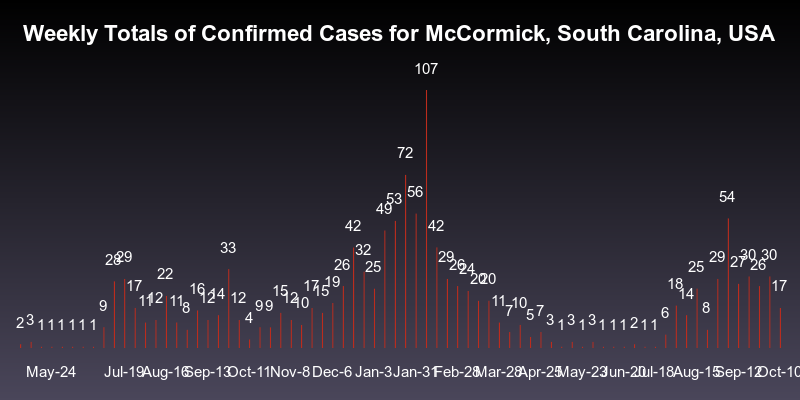 Weekly Totals of Confirmed Cases for McCormick, South Carolina, USA
2 3 1 1 1 1 1 1 9 28 29 17 11 12 22 11 8 16 12 14 33 12 4 9 9 15 12 10 17 15 19 26 42 32 25 49 53 72 56 107 42 29 26 24 20 20 11 7 10 5 7 3 1 3 1 3 1 1 1 2 1 1 6 18 14 25 8 29 54 27 30 26 30 17
May-24 Jul-19 Aug-16 Sep-13 Oct-11 Nov-8 Dec-6 Jan-3 Jan-31 Feb-28 Mar-28 Apr-25 May-23 Jun-20 Jul-18 Aug-15 Sep-12 Oct-10